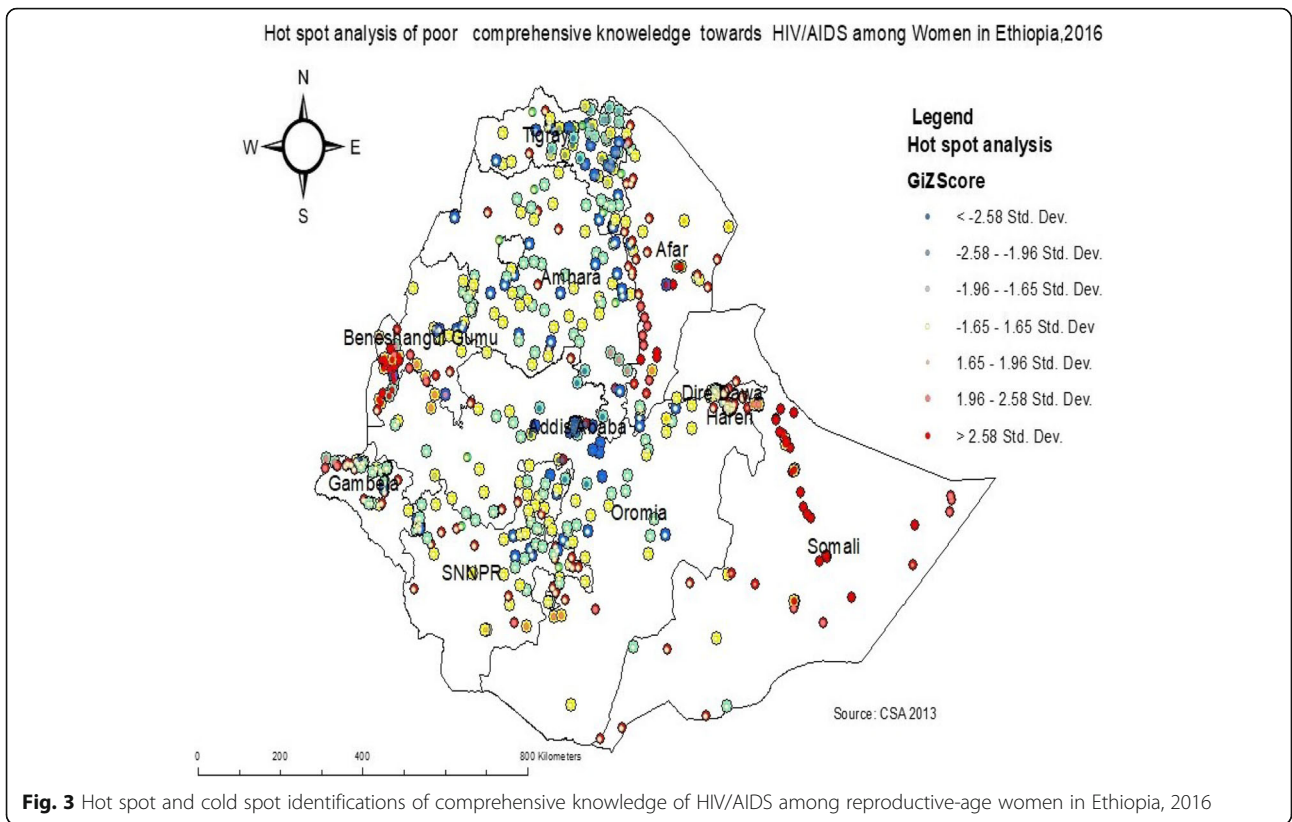 Hot spot analysis of poor comprehensive knoweledge towards HIV/AIDS among Women in Ethiopia,2016
N
W E
S
Legend
Hot spot analysis
GiZScore
< -2.58 Std. Dev.
-2.58 - -1.96 Std. Dev.
-1.96 - -1.65 Std. Dev.
-1.65 - 1.65 Std. Dev
1.65 - 1.96 Std. Dev.
1.96 - 2.58 Std. Dev.
> 2.58 Std. Dev.
Tigray
Afar
Amhara
Beneshangul Gumu
Dire Dawa
Hareri
Addis Ababa
Gambela
Oromia
Somali
SNNPR
Source: CSA 2013
0 200 400 800 Kilometers
Fig. 3 Hot spot and cold spot identifications of comprehensive knowledge of HIV/AIDS among reproductive-age women in Ethiopia, 2016